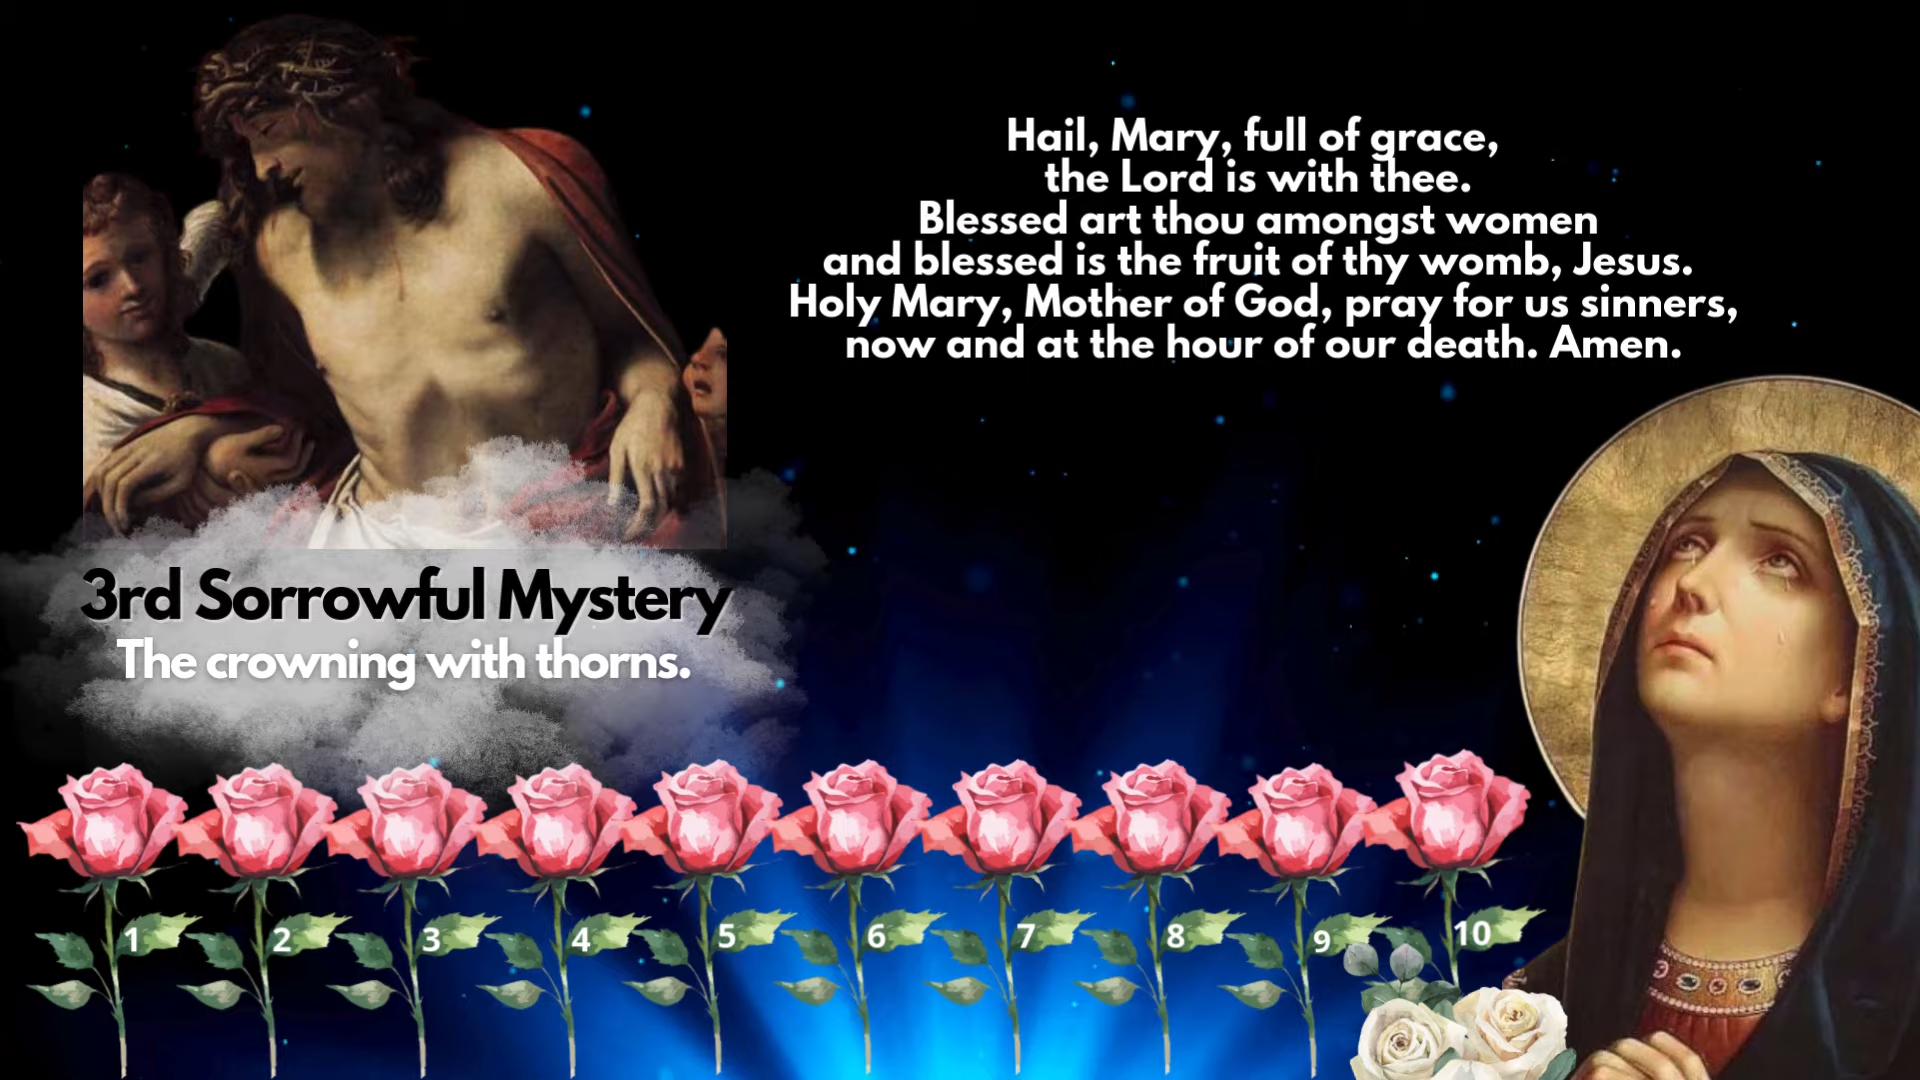 Hail, Mary, full of grace,
the Lord is with thee.
Blessed art thou amongst women
and blessed is the fruit of thy womb, Jesus.
Holy Mary, Mother of God, pray for us sinners,
now and at the hour of our death. Amen.
3rd Sorrowful Mystery
The crowning with thorns.
1 2 3 4 5 6 7 8 9 10